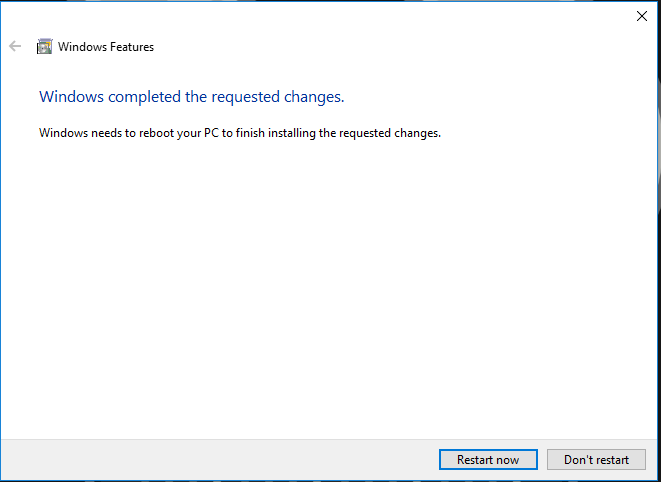 Windows Features
Windows completed the requested changes.
Windows needs to reboot your PC to finish installing the requested changes.
Restart now
Don't restart